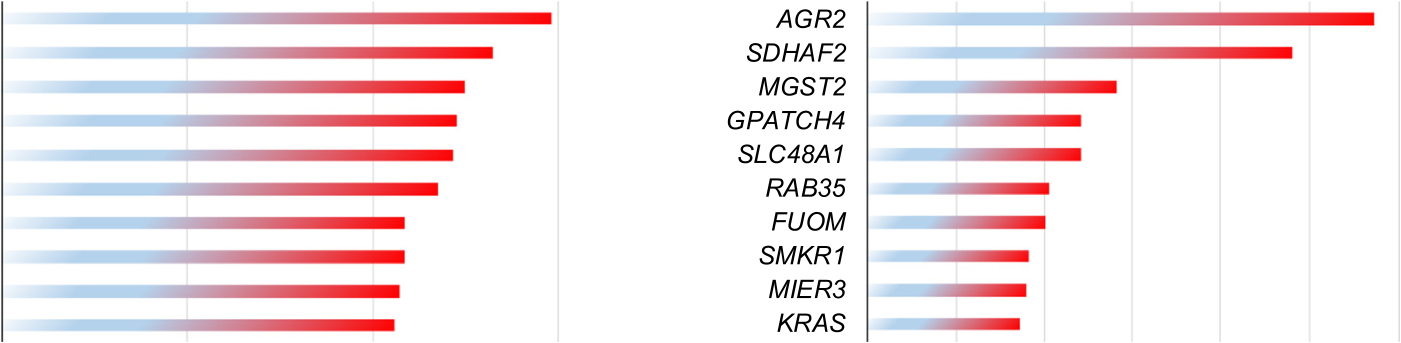 AGR2
SDHAF2
MGST2
GPATCH4
SLC48A1
RAB35
FUOM
SMKR1
MIER3
KRAS